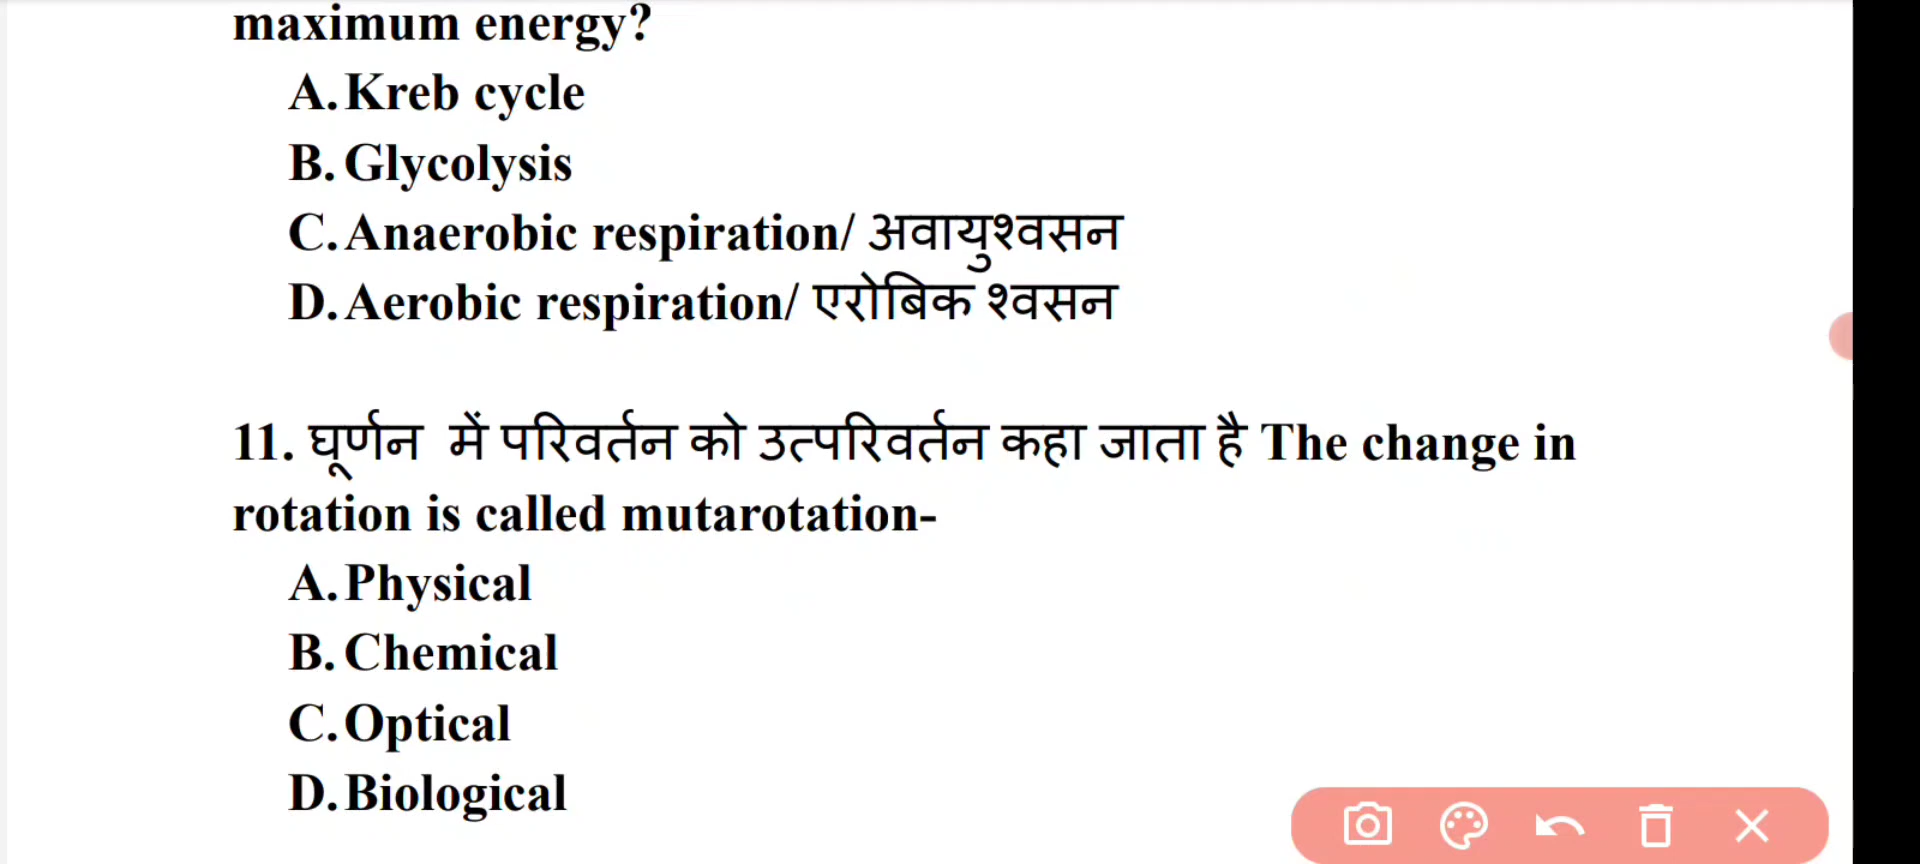 maximum energy?
A. Kreb cycle
B. Glycolysis
C. Anaerobic respiration/ अवायुश्वसन
D. Aerobic respiration/ एरोबिक श्वसन
11. घूर्णन में परिवर्तन को उत्परिवर्तन कहा जाता है The change in
rotation is called mutarotation-
A. Physical
B. Chemical
C. Optical
D. Biological